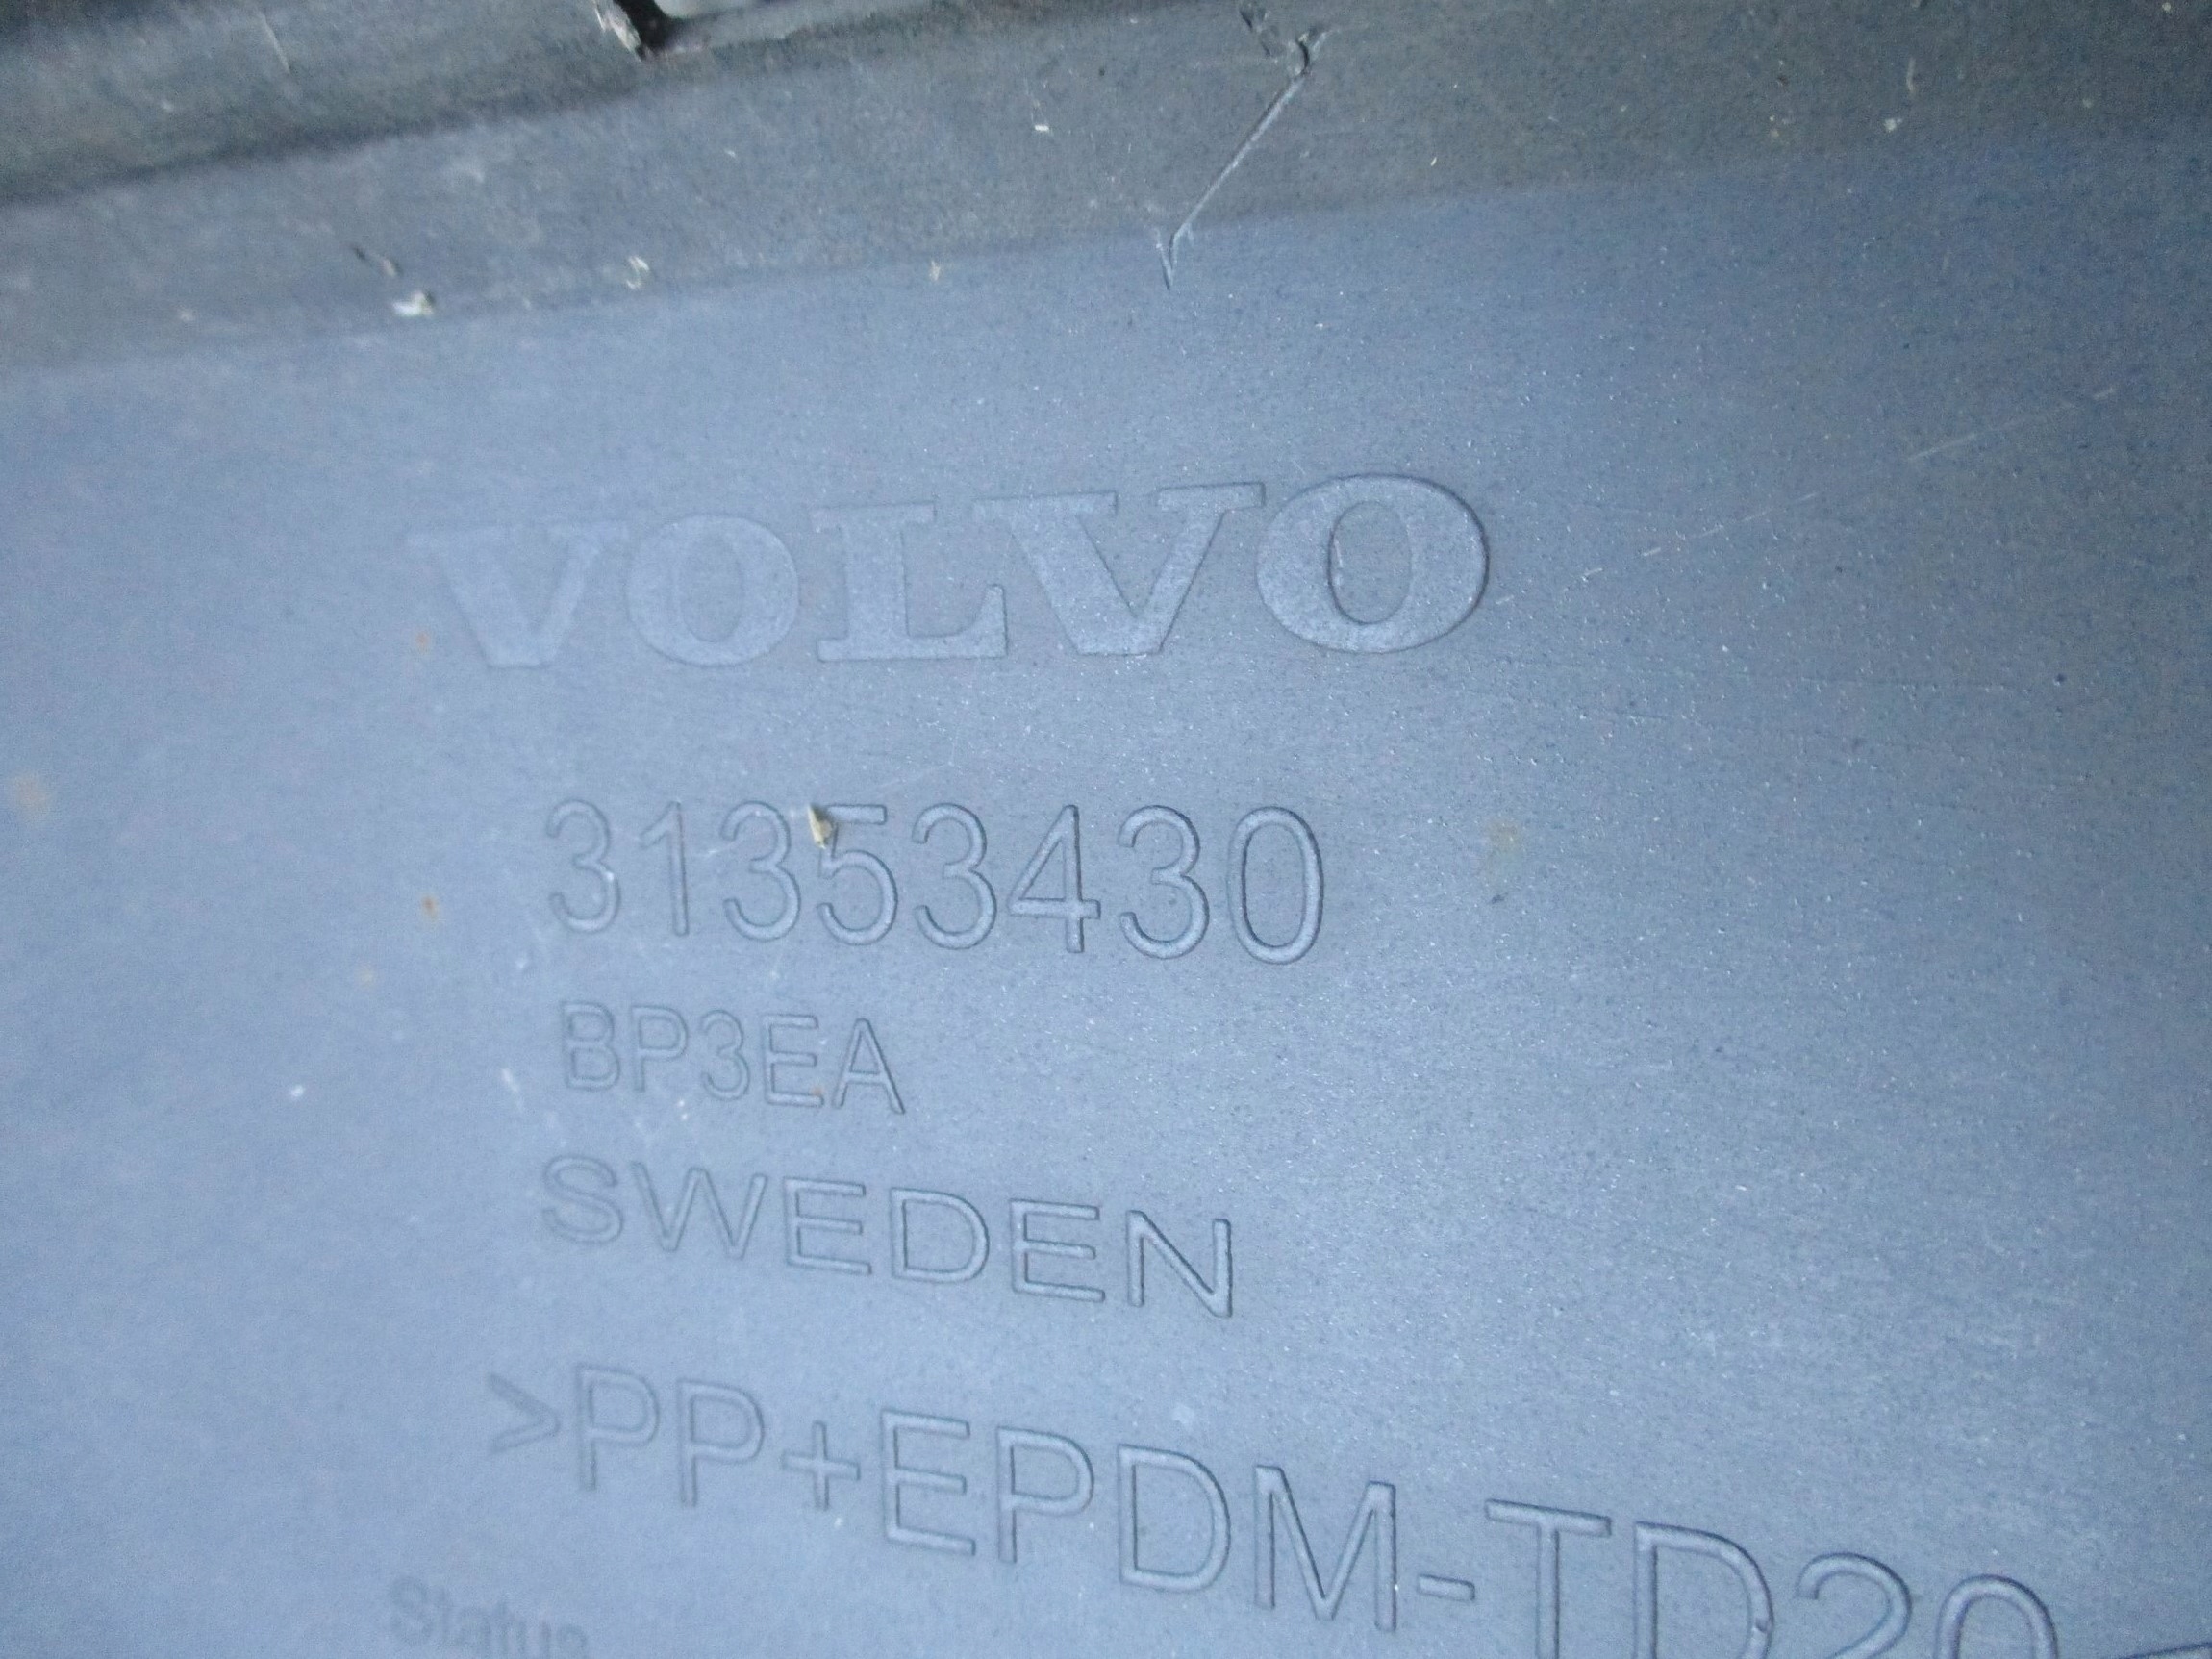 VOLVO
31353430
BP3EA
SWEDEN
>PP+EPDM-TD20
Status